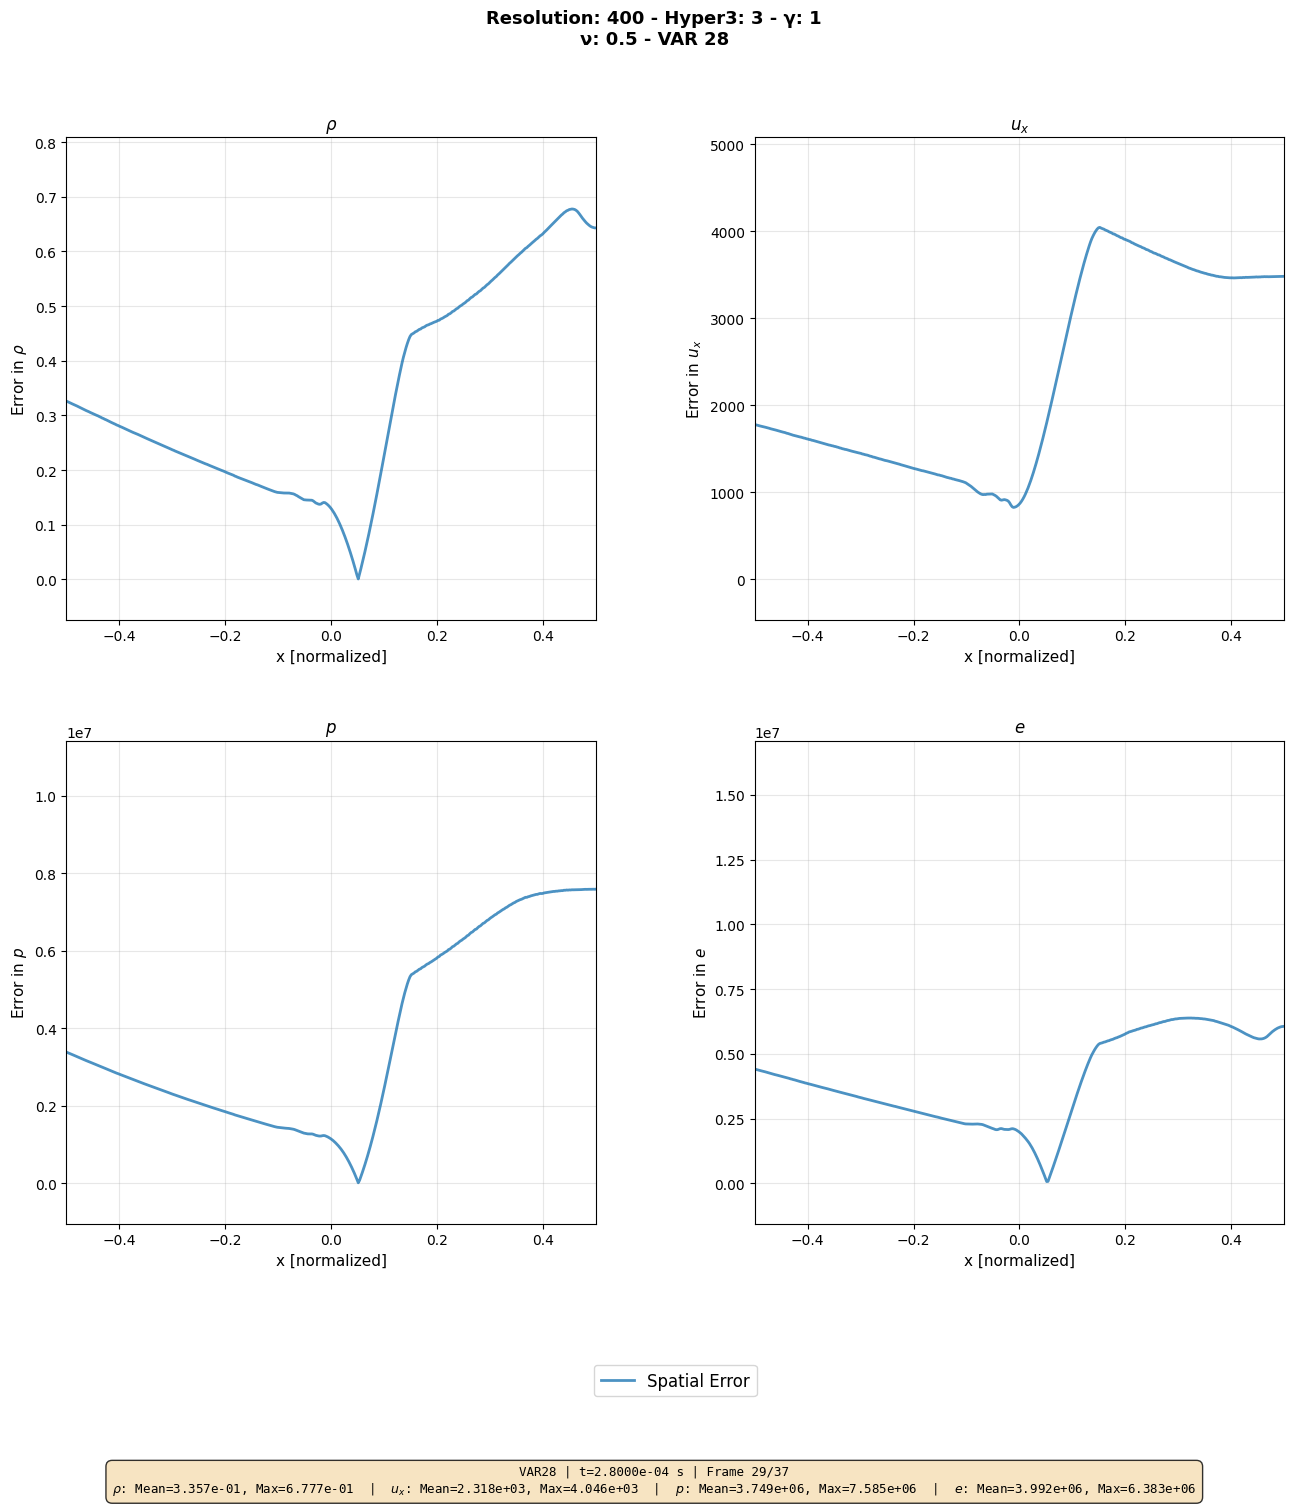 Resolution: 400 - Hyper3: 3 - γ: 1
ν: 0.5 - VAR 28
ρ
0.8
0.7
0.6
0.5
0.4
0.3
0.2
0.1
0.0
Error in ρ
−0.4
−0.2
0.0
0.2
0.4
x [normalized]
u_x
5000
4000
3000
2000
1000
0
Error in u_x
−0.4
−0.2
0.0
0.2
0.4
x [normalized]
p
1e7
1.0
0.8
0.6
0.4
0.2
0.0
Error in p
−0.4
−0.2
0.0
0.2
0.4
x [normalized]
e
1e7
1.50
1.25
1.00
0.75
0.50
0.25
0.00
Error in e
−0.4
−0.2
0.0
0.2
0.4
x [normalized]
Spatial Error
VAR28 | t=2.8000e-04 s | Frame 29/37
ρ: Mean=3.357e-01, Max=6.777e-01 | u_x: Mean=2.318e+03, Max=4.046e+03 | p: Mean=3.749e+06, Max=7.585e+06 | e: Mean=3.992e+06, Max=6.383e+06